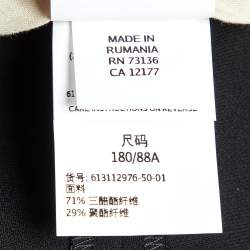 MADE IN
RUMANIA
RN 73136
CA 12177
CARE INSTRUCTIONS ON REVERSE
尺码
180/88A
货号: 613112976-50-01
面料
71% 三醋酯纤维
29% 聚酯纤维